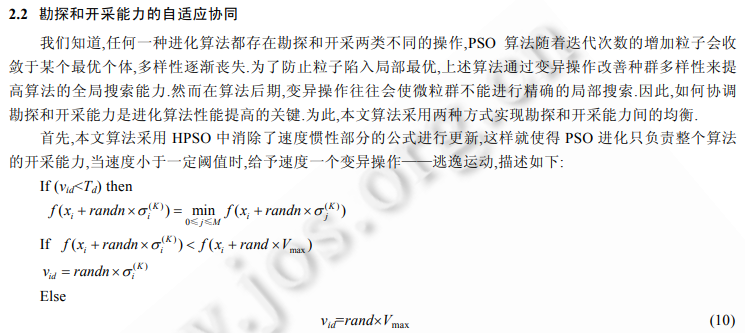 2.2 勘探和开采能力的自适应协同
我们知道,任何一种进化算法都存在勘探和开采两类不同的操作,PSO 算法随着迭代次数的增加粒子会收
敛于某个最优个体,多样性逐渐丧失.为了防止粒子陷入局部最优,上述算法通过变异操作改善种群多样性来提
高算法的全局搜索能力.然而在算法后期,变异操作往往会使微粒群不能进行精确的局部搜索.因此,如何协调
勘探和开采能力是进化算法性能提高的关键.为此,本文算法采用两种方式实现勘探和开采能力间的均衡.
首先,本文算法采用 HPSO 中消除了速度惯性部分的公式进行更新,这样就使得 PSO 进化只负责整个算法
的开采能力,当速度小于一定阈值时,给予速度一个变异操作——逃逸运动,描述如下:
If (v_{id}<T_d) then
f(x_i + randn×σ_i^{(K)}) = min_{0≤j≤M} f(x_i + randn×σ_j^{(K)})
If f(x_i + randn×σ_i^{(K)}) < f(x_i + rand×V_{max})
v_{id} = randn×σ_i^{(K)}
Else
v_{id}=rand×V_{max} (10)
www.jos.org.cn